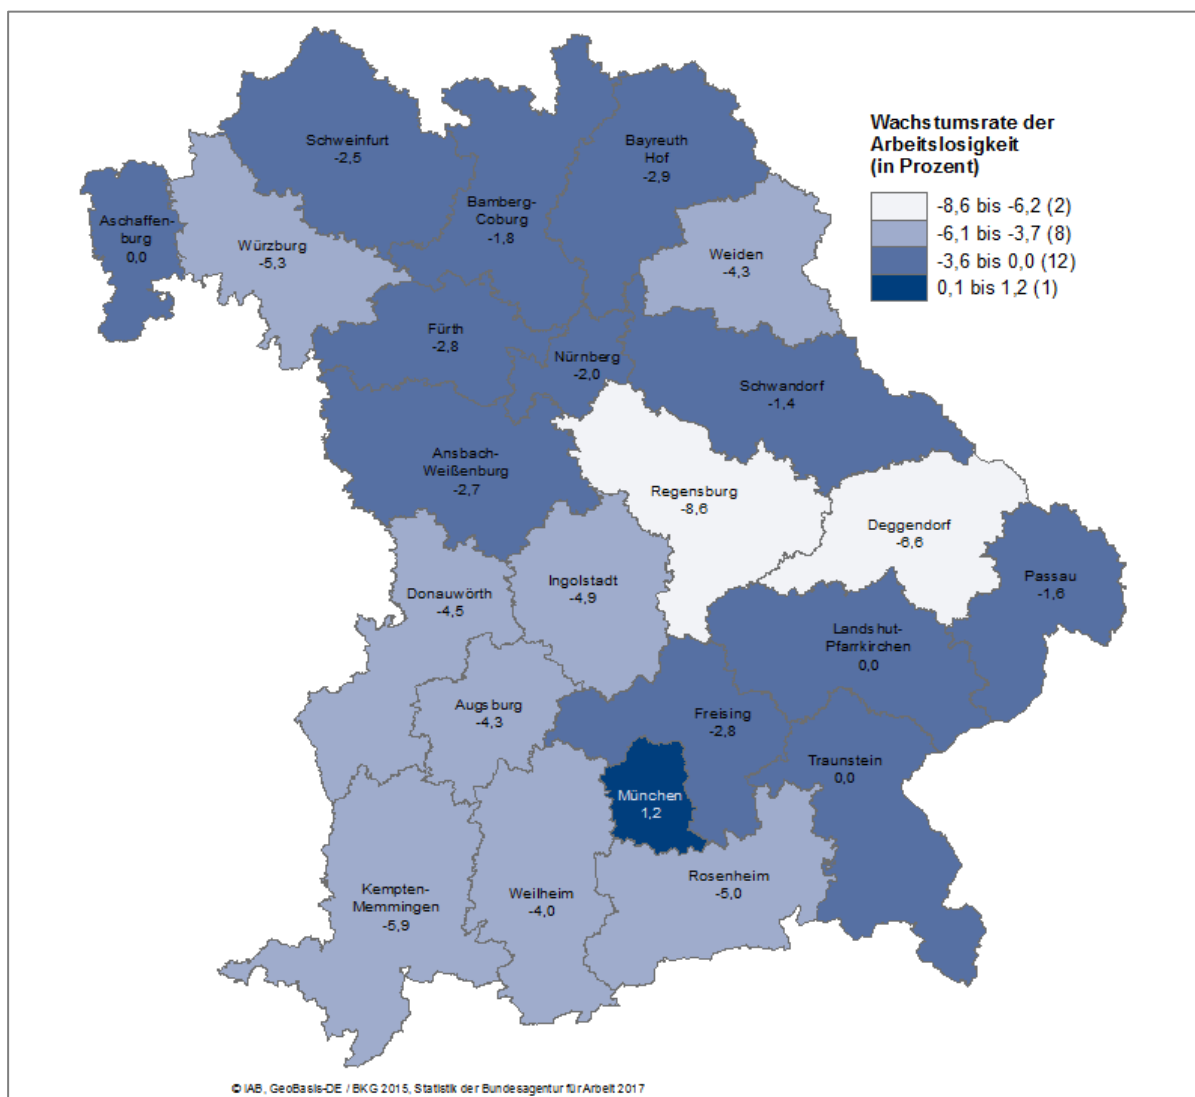 Wachstumsrate der
Arbeitslosigkeit
(in Prozent)
-8,6 bis -6,2 (2)
-6,1 bis -3,7 (8)
-3,6 bis 0,0 (12)
0,1 bis 1,2 (1)
Schweinfurt
-2,5
Bayreuth
Hof
-2,9
Bamberg-
Coburg
-1,8
Aschaffen-
burg
0,0
Würzburg
-5,3
Weiden
-4,3
Fürth
-2,8
Nürnberg
-2,0
Schwandorf
-1,4
Ansbach-
Weißenburg
-2,7
Regensburg
-8,6
Deggendorf
-6,6
Passau
-1,6
Donauwörth
-4,5
Ingolstadt
-4,9
Landshut-
Pfarrkirchen
0,0
Augsburg
-4,3
Freising
-2,8
Traunstein
0,0
München
1,2
Kempten-
Memmingen
-5,9
Weilheim
-4,0
Rosenheim
-5,0
© IAB, GeoBasis-DE / BKG 2015, Statistik der Bundesagentur für Arbeit 2017